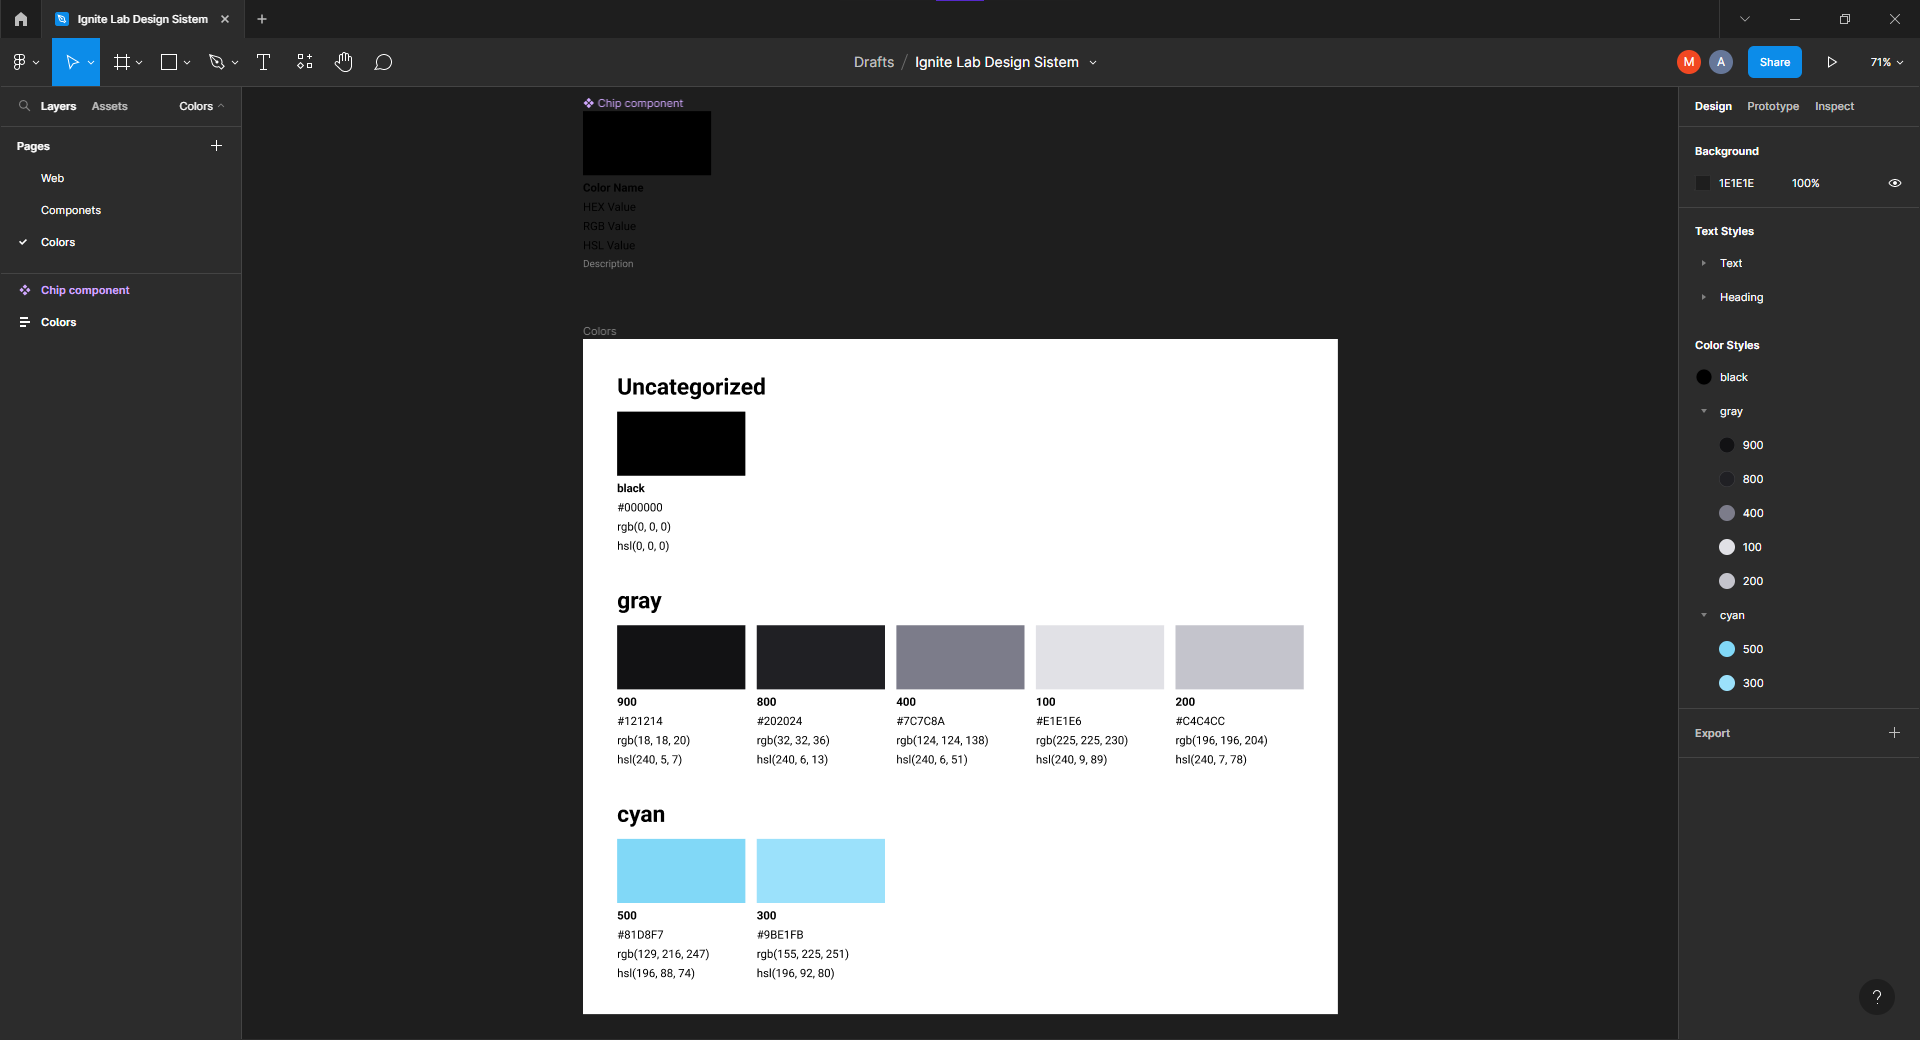 Ignite Lab Design Sistem
Drafts / Ignite Lab Design Sistem
M A Share 71%
Layers Assets Colors
Pages
Web
Componets
Colors
Chip component
Colors
Chip component
Color Name
HEX Value
RGB Value
HSL Value
Description
Colors
Uncategorized
black
#000000
rgb(0, 0, 0)
hsl(0, 0, 0)
gray
900 800 400 100 200
#121214 #202024 #7C7C8A #E1E1E6 #C4C4CC
rgb(18, 18, 20) rgb(32, 32, 36) rgb(124, 124, 138) rgb(225, 225, 230) rgb(196, 196, 204)
hsl(240, 5, 7) hsl(240, 6, 13) hsl(240, 6, 51) hsl(240, 9, 89) hsl(240, 7, 78)
cyan
500 300
#81D8F7 #9BE1FB
rgb(129, 216, 247) rgb(155, 225, 251)
hsl(196, 88, 74) hsl(196, 92, 80)
Design Prototype Inspect
Background
1E1E1E 100%
Text Styles
Text
Heading
Color Styles
black
gray
900
800
400
100
200
cyan
500
300
Export
?